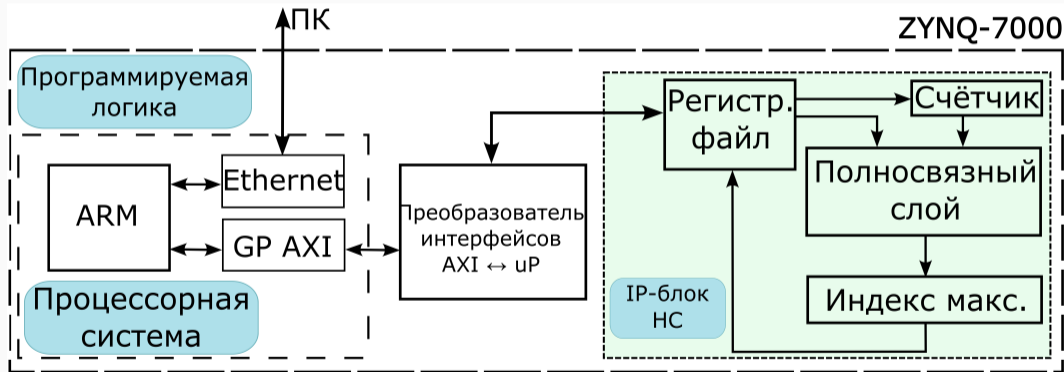 ПК
ZYNQ-7000
Программируемая
логика
Регистр.
файл
Счётчик
Ethernet
ARM
Полносвязный
слой
Преобразователь
интерфейсов
AXI ↔ uP
GP AXI
Процессорная
система
IP-блок
НС
Индекс макс.